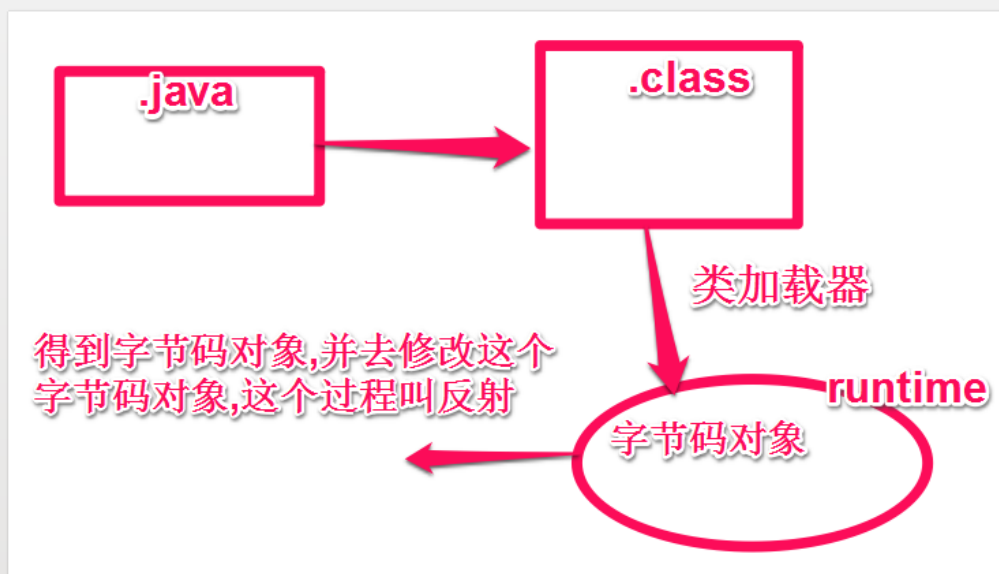 .java
.class
类加载器
得到字节码对象,并去修改这个
字节码对象,这个过程叫反射
runtime
字节码对象